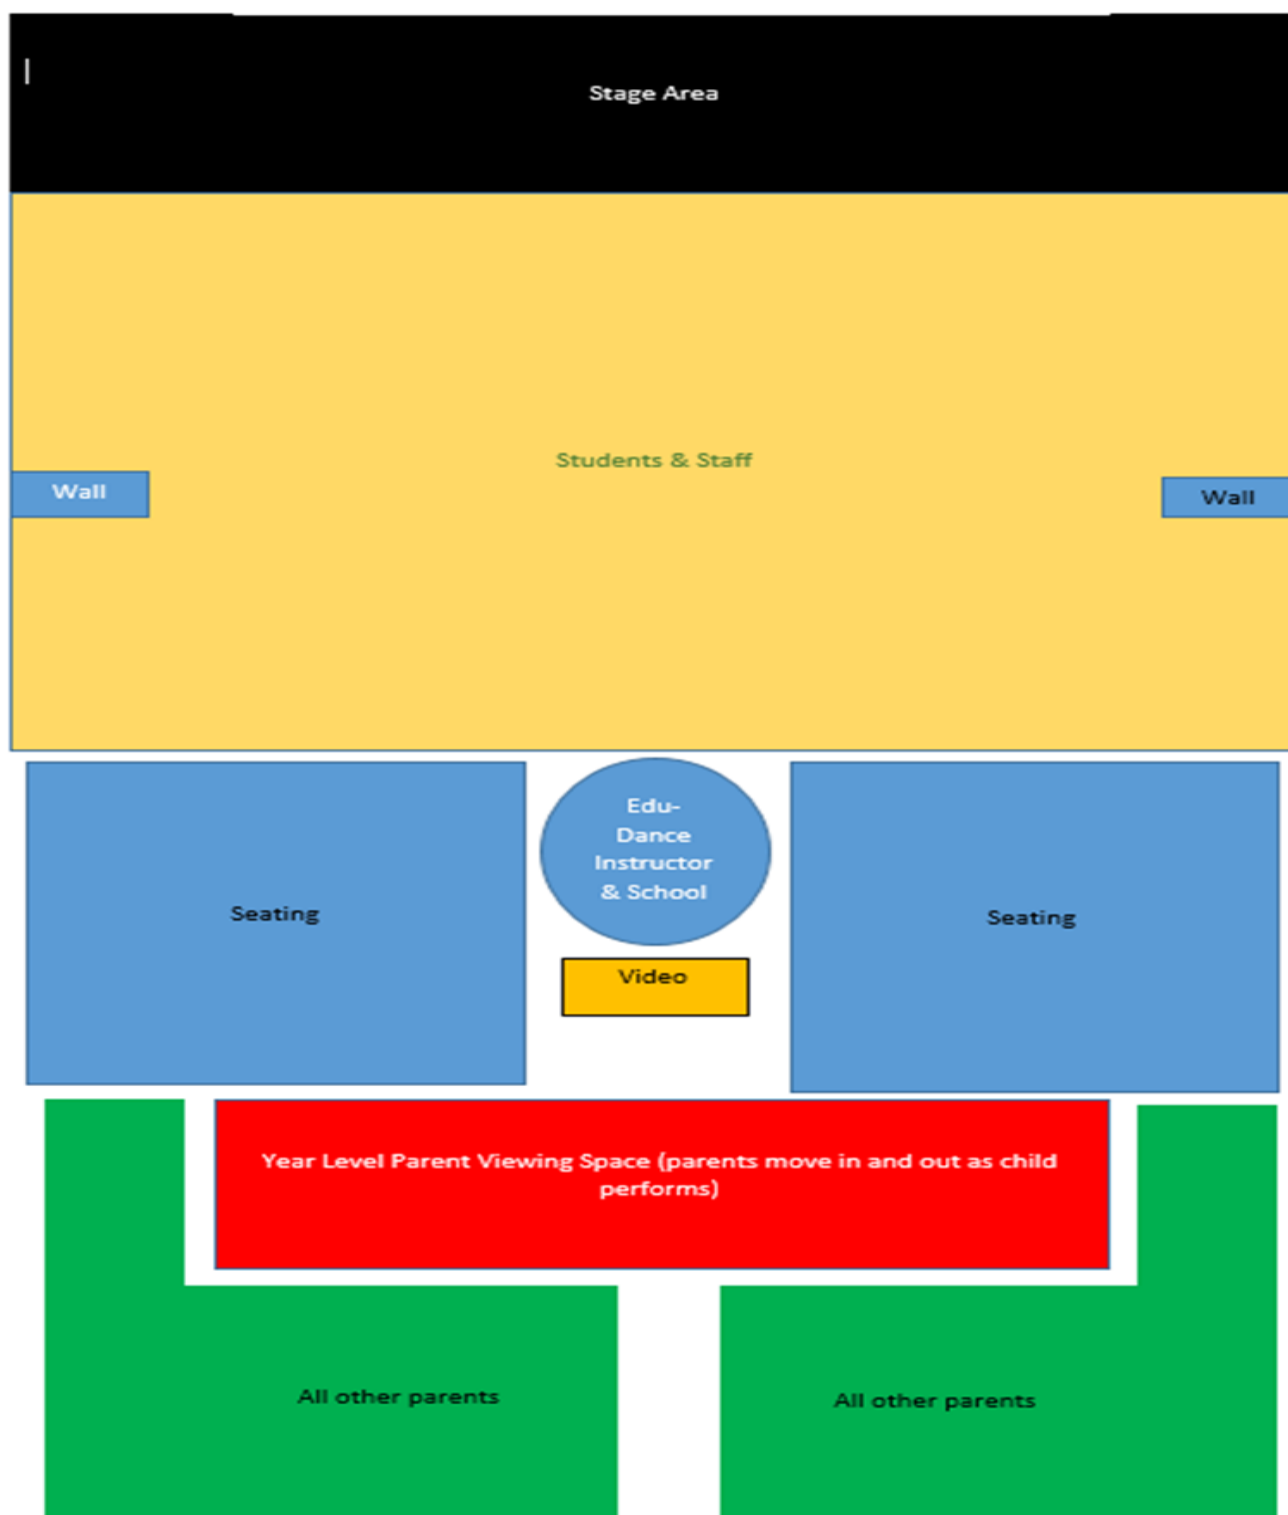 Stage Area
Students & Staff
Wall
Wall
Edu-
Dance
Instructor
& School
Seating
Seating
Video
Year Level Parent Viewing Space (parents move in and out as child
performs)
All other parents
All other parents